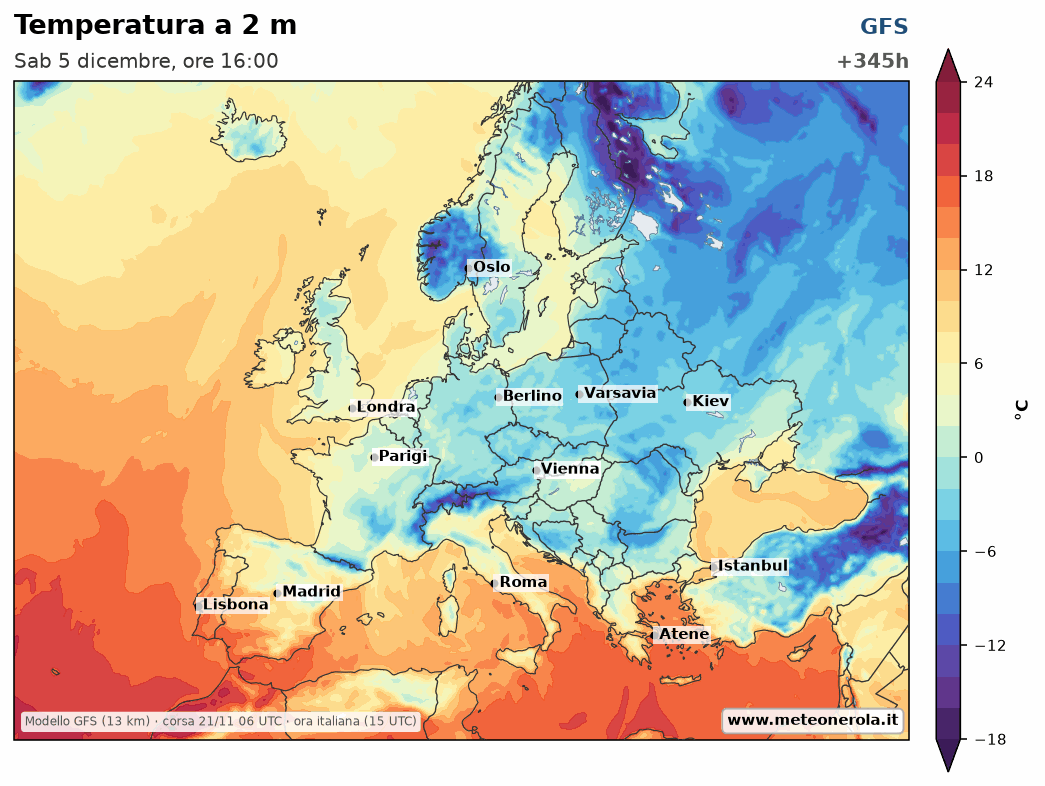 Temperatura a 2 m
GFS
Sab 5 dicembre, ore 16:00
+345h
24
18
12
6
0
−6
−12
−18
°C
Oslo
Berlino
Varsavia
Kiev
Londra
Parigi
Vienna
Istanbul
Roma
Madrid
Lisbona
Atene
Modello GFS (13 km) · corsa 21/11 06 UTC · ora italiana (15 UTC)
www.meteonerola.it